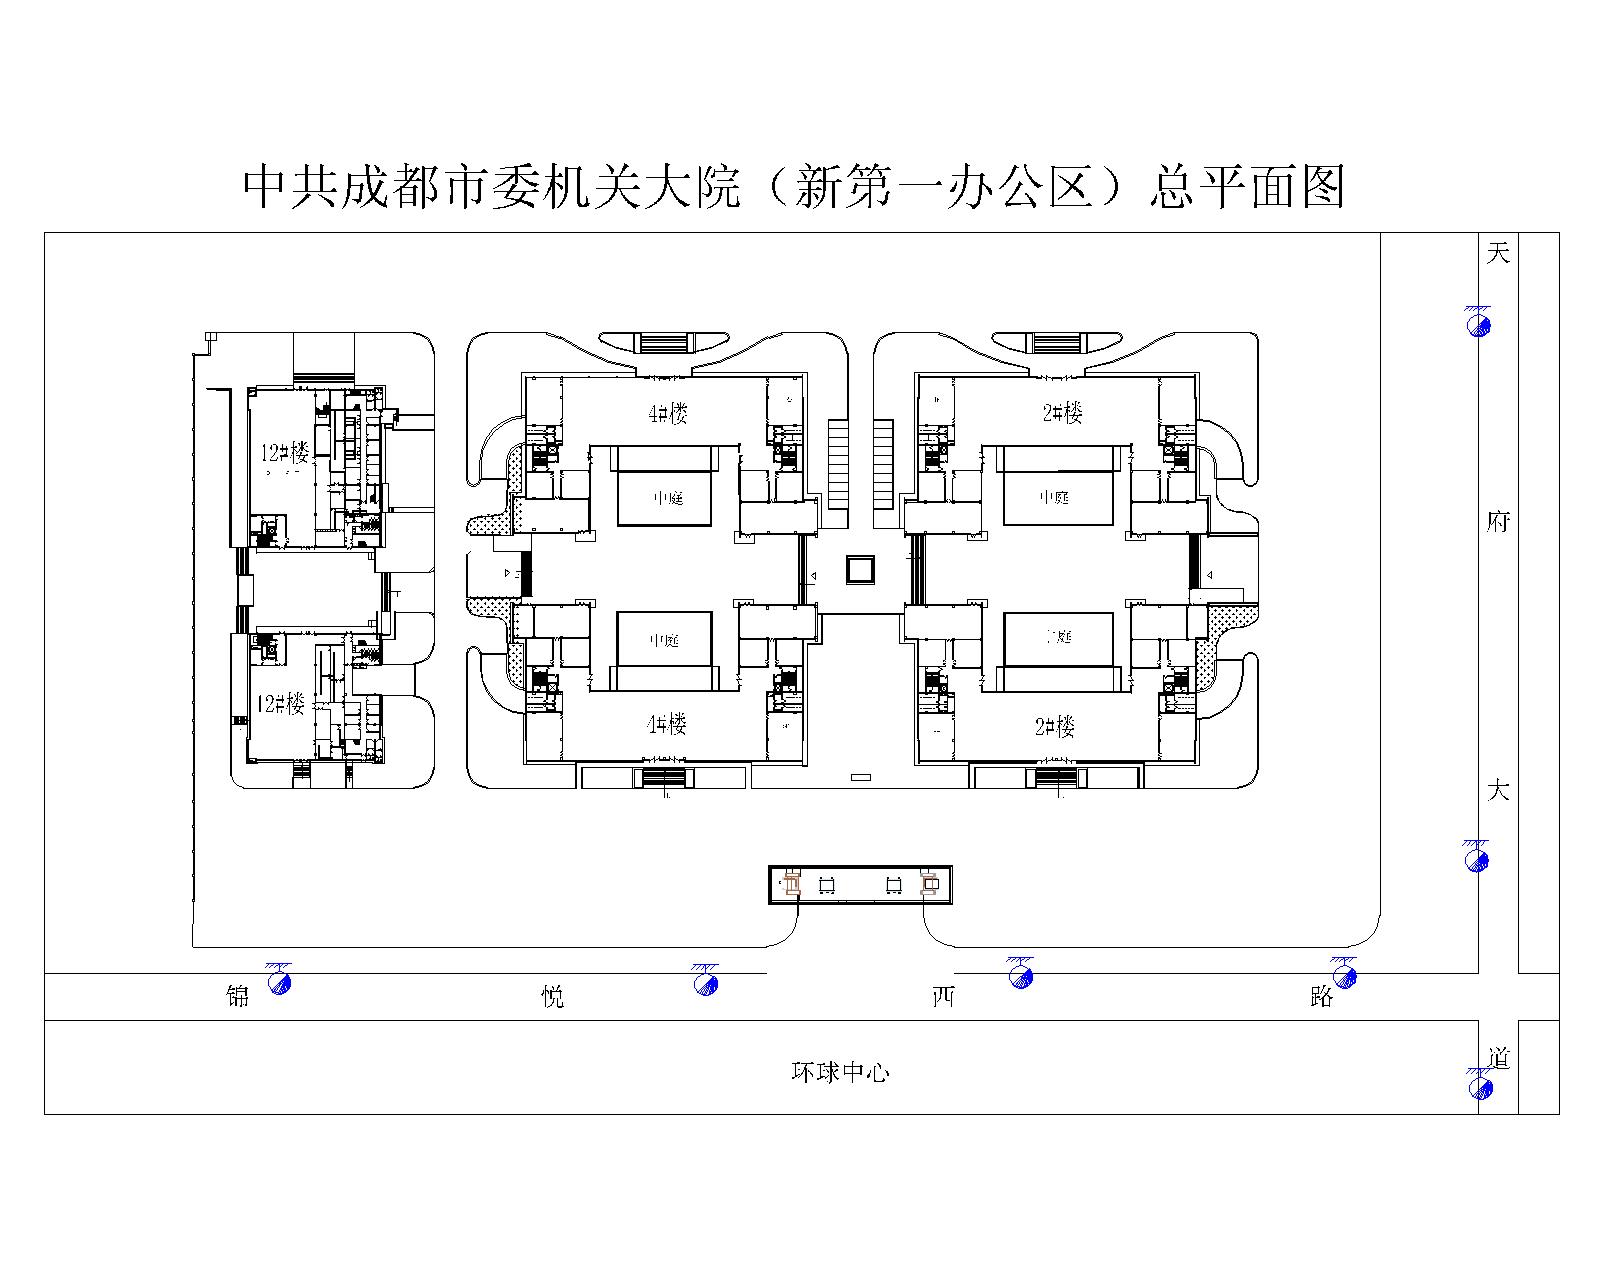 中共成都市委机关大院（新第一办公区）总平面图
天府大道
4#楼
2#楼
12#楼
中庭
中庭
中庭
中庭
12#楼
4#楼
2#楼
锦悦西路
环球中心